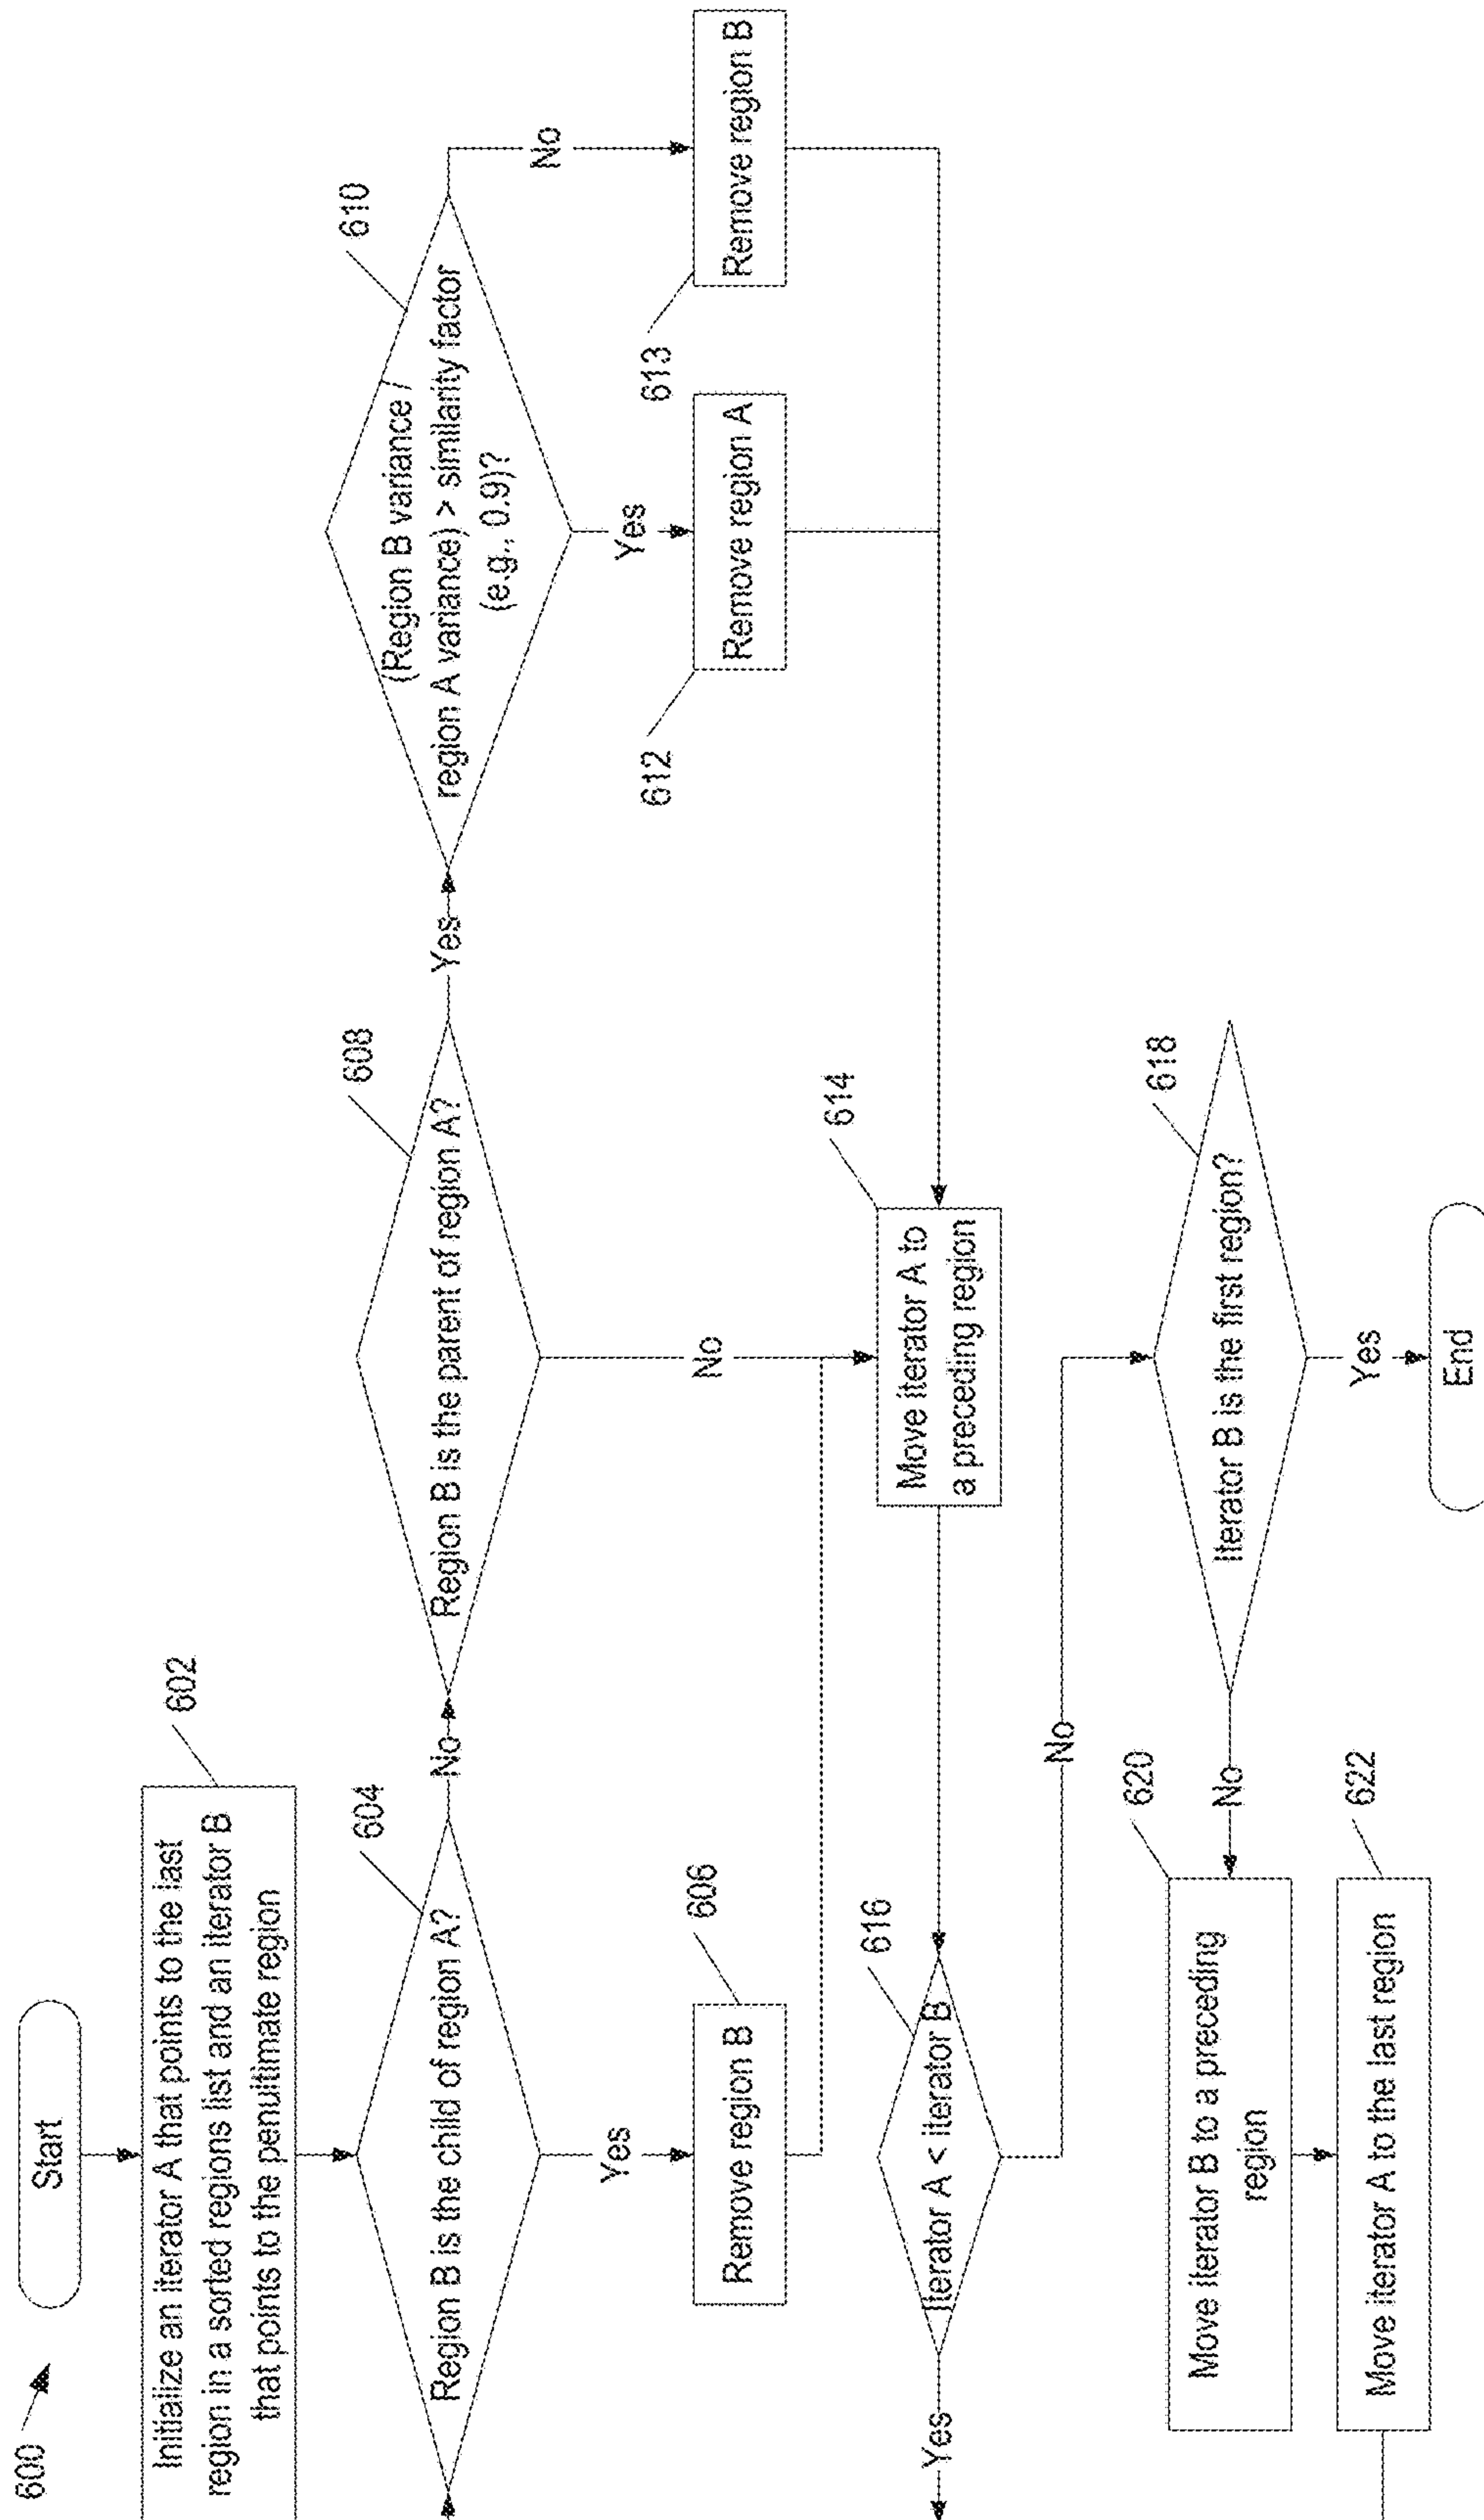 600
Start
Initialize an iterator A that points to the last
region in a sorted regions list and an iterator B
that points to the penultimate region
602
Region B is the child of region A?
604
No
Region B is the parent of region A?
608
Yes
(Region B variance /
region A variance) > similarity factor
(e.g., 0.9)?
610
Yes
Remove region B
606
No
Yes
Remove region A
612
No
Remove region B
613
Move iterator A to
a preceding region
614
Yes
Iterator A < iterator B
616
No
Iterator B is the first region?
618
No
Move iterator B to a preceding
region
620
Move iterator A to the last region
622
Yes
End